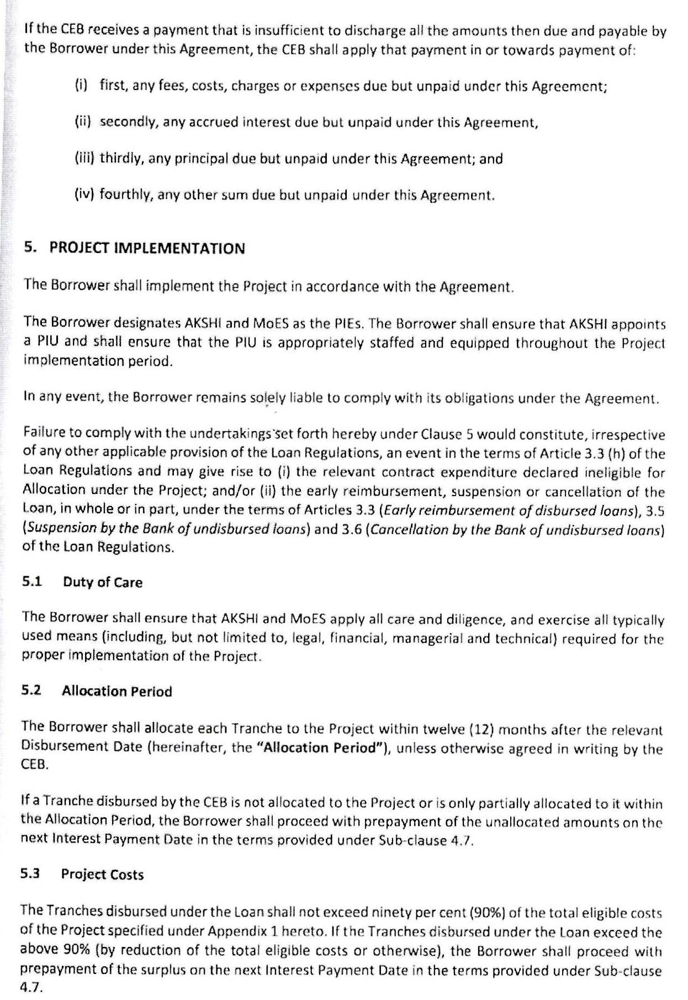 If the CEB receives a payment that is insufficient to discharge all the amounts then due and payable by
the Borrower under this Agreement, the CEB shall apply that payment in or towards payment of:
(i) first, any fees, costs, charges or expenses due but unpaid under this Agreement;
(ii) secondly, any accrued interest due but unpaid under this Agreement,
(iii) thirdly, any principal due but unpaid under this Agreement; and
(iv) fourthly, any other sum due but unpaid under this Agreement.
5. PROJECT IMPLEMENTATION
The Borrower shall implement the Project in accordance with the Agreement.
The Borrower designates AKSHI and MoES as the PIEs. The Borrower shall ensure that AKSHI appoints
a PIU and shall ensure that the PIU is appropriately staffed and equipped throughout the Project
implementation period.
In any event, the Borrower remains solely liable to comply with its obligations under the Agreement.
Failure to comply with the undertakings set forth hereby under Clause 5 would constitute, irrespective
of any other applicable provision of the Loan Regulations, an event in the terms of Article 3.3 (h) of the
Loan Regulations and may give rise to (i) the relevant contract expenditure declared ineligible for
Allocation under the Project; and/or (ii) the early reimbursement, suspension or cancellation of the
Loan, in whole or in part, under the terms of Articles 3.3 (Early reimbursement of disbursed loans), 3.5
(Suspension by the Bank of undisbursed loans) and 3.6 (Cancellation by the Bank of undisbursed loans)
of the Loan Regulations.
5.1 Duty of Care
The Borrower shall ensure that AKSHI and MoES apply all care and diligence, and exercise all typically
used means (including, but not limited to, legal, financial, managerial and technical) required for the
proper implementation of the Project.
5.2 Allocation Period
The Borrower shall allocate each Tranche to the Project within twelve (12) months after the relevant
Disbursement Date (hereinafter, the "Allocation Period"), unless otherwise agreed in writing by the
CEB.
If a Tranche disbursed by the CEB is not allocated to the Project or is only partially allocated to it within
the Allocation Period, the Borrower shall proceed with prepayment of the unallocated amounts on the
next Interest Payment Date in the terms provided under Sub-clause 4.7.
5.3 Project Costs
The Tranches disbursed under the Loan shall not exceed ninety per cent (90%) of the total eligible costs
of the Project specified under Appendix 1 hereto. If the Tranches disbursed under the Loan exceed the
above 90% (by reduction of the total eligible costs or otherwise), the Borrower shall proceed with
prepayment of the surplus on the next Interest Payment Date in the terms provided under Sub-clause
4.7.